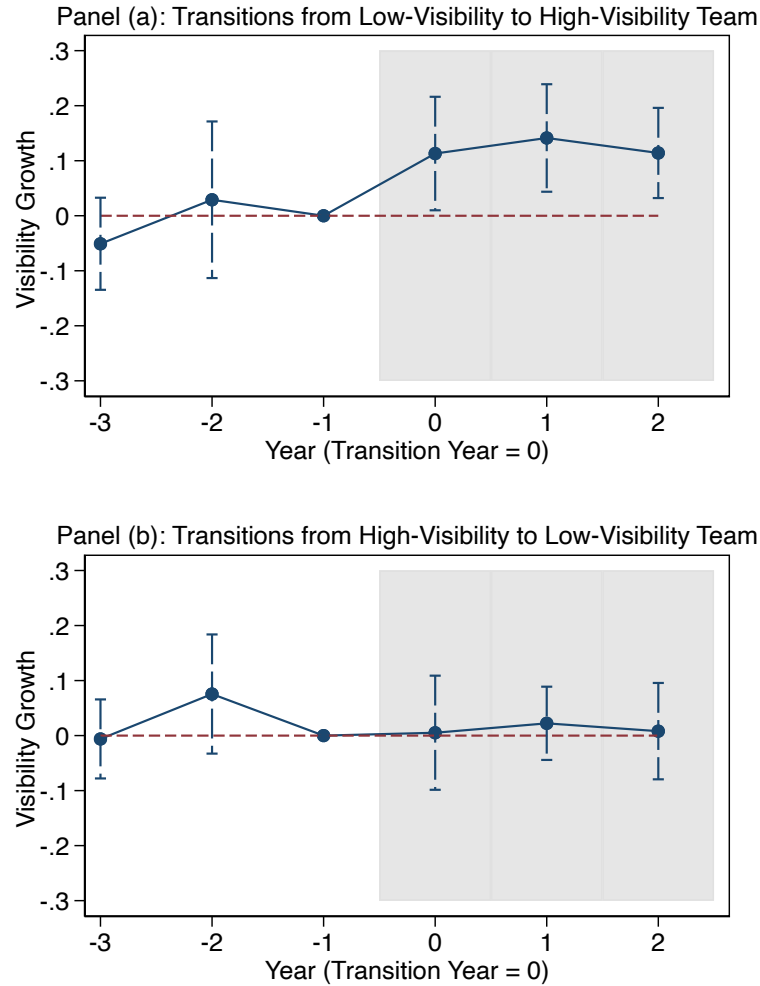 Panel (a): Transitions from Low-Visibility to High-Visibility Team
.3
.2
.1
0
-.1
-.2
-.3
Visibility Growth
-3 -2 -1 0 1 2
Year (Transition Year = 0)
Panel (b): Transitions from High-Visibility to Low-Visibility Team
.3
.2
.1
0
-.1
-.2
-.3
Visibility Growth
-3 -2 -1 0 1 2
Year (Transition Year = 0)